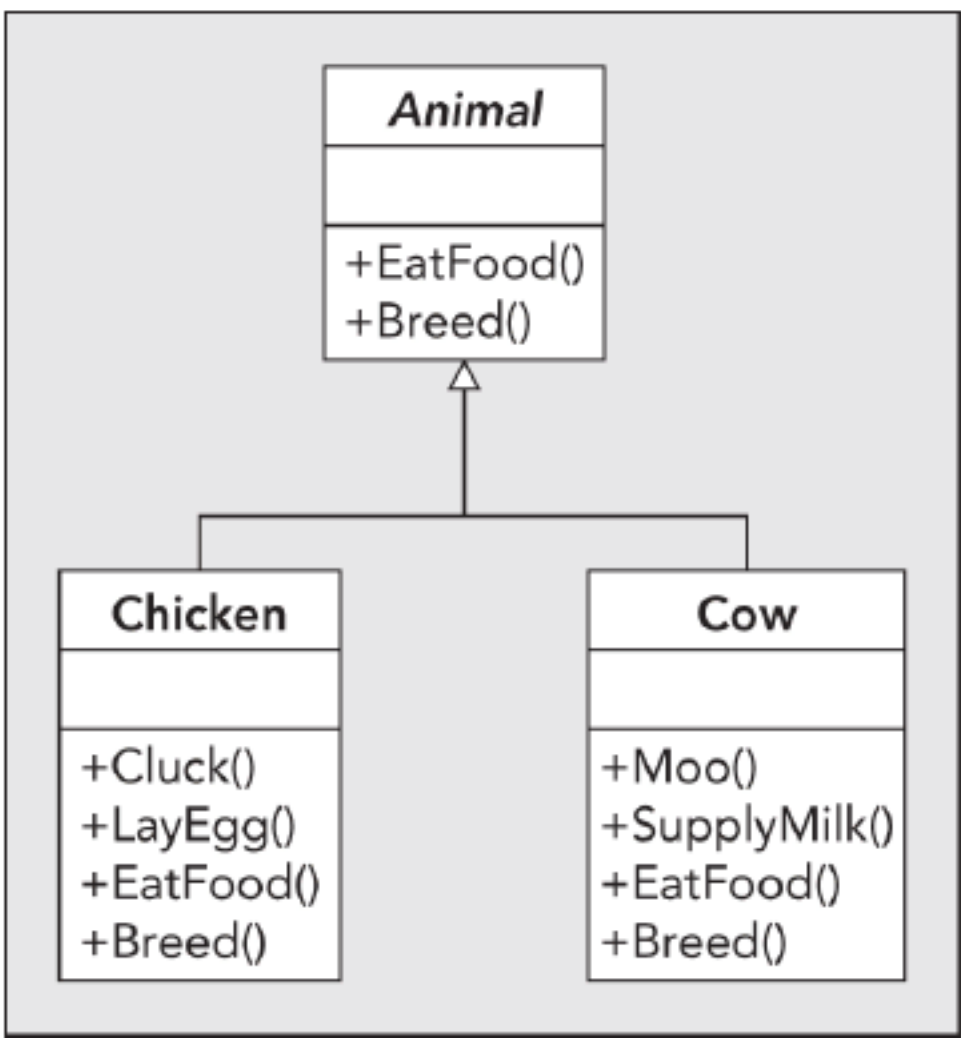 Animal
+EatFood()
+Breed()
Chicken
+Cluck()
+LayEgg()
+EatFood()
+Breed()
Cow
+Moo()
+SupplyMilk()
+EatFood()
+Breed()